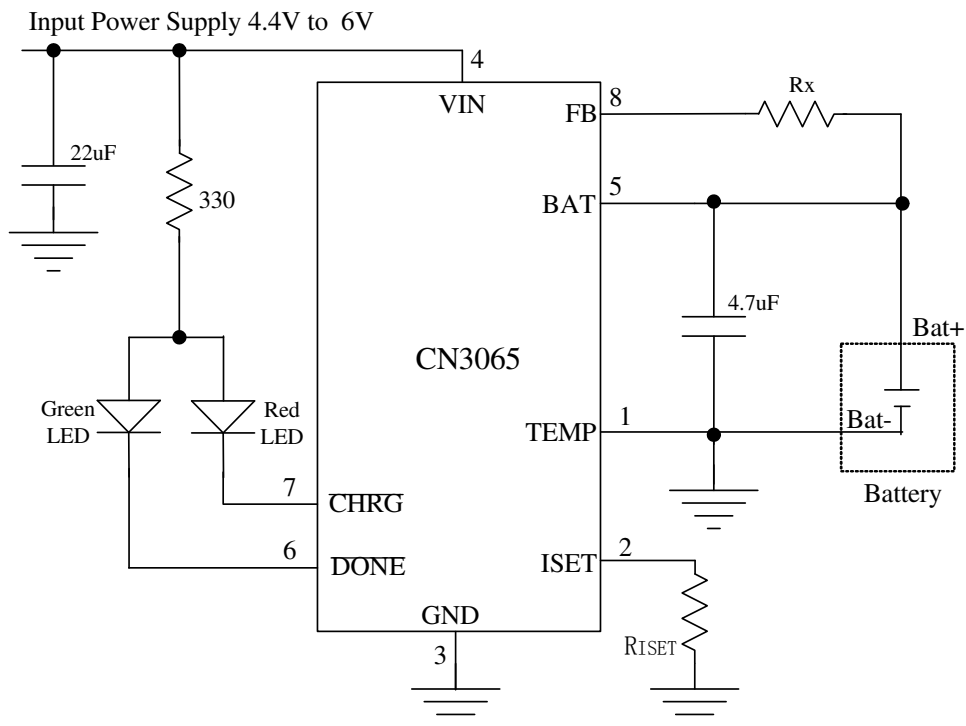 Input Power Supply 4.4V to 6V
4
VIN
22uF
330
Green
LED
Red
LED
7
CHRG
6
DONE
GND
3
CN3065
FB
8
Rx
BAT
5
4.7uF
Bat+
Bat-
Battery
TEMP
1
ISET
2
RISET